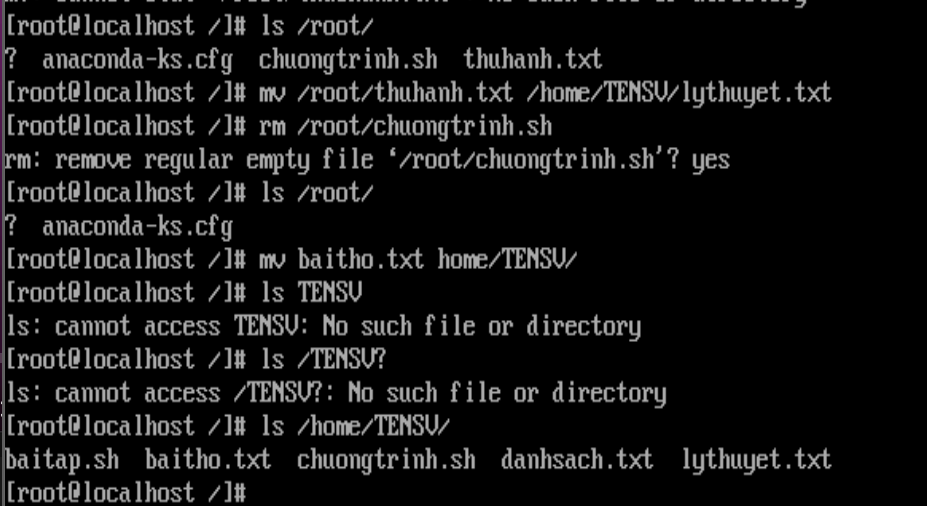 [root@localhost /]# ls /root/
? anaconda-ks.cfg chuongtrinh.sh thuhanh.txt
[root@localhost /]# mv /root/thuhanh.txt /home/TENSV/lythuyet.txt
[root@localhost /]# rm /root/chuongtrinh.sh
rm: remove regular empty file ‘/root/chuongtrinh.sh’? yes
[root@localhost /]# ls /root/
? anaconda-ks.cfg
[root@localhost /]# mv baitho.txt home/TENSV/
[root@localhost /]# ls TENSV
ls: cannot access TENSV: No such file or directory
[root@localhost /]# ls /TENSV?
ls: cannot access /TENSV?: No such file or directory
[root@localhost /]# ls /home/TENSV/
baitap.sh baitho.txt chuongtrinh.sh danhsach.txt lythuyet.txt
[root@localhost /]#